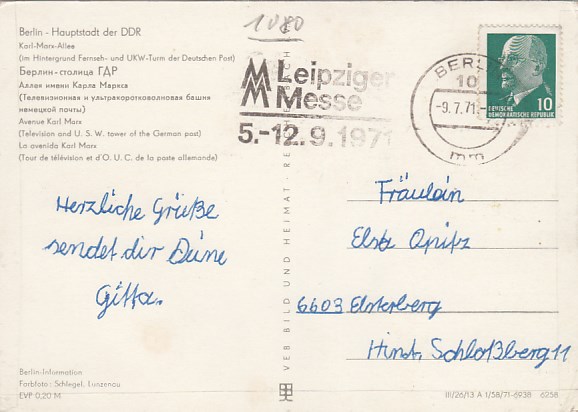 1080
Berlin - Hauptstadt der DDR
Karl-Marx-Allee
(im Hintergrund Fernseh- und UKW-Turm der Deutschen Post)
Берлин-столица ГДР
Аллея имени Карла Маркса
(Телевизионная и ультракоротковолновая башня
немецкой почты)
Avenue Karl Marx
(Television and U. S. W. tower of the German post)
La avenida Karl Marx
(Tour de télévision et d'O. U. C. de la poste allemande)
MM Leipziger
Messe
5.-12.9.1971
BERLIN
10
-9.7.71
mm
10
DEUTSCHE
DEMOKRATISCHE REPUBLIK
Herzliche Grüße
sendet dir Deine
Gitta.
Fräulein
Elsa Opitz
6603 Elsterberg
Hint. Schloßberg 11
VEB BILD UND HEIMAT
Berlin-Information
Farbfoto: Schlegel, Lunzenau
EVP 0,20 M
III/26/13 A 1/58/71-6938 6258